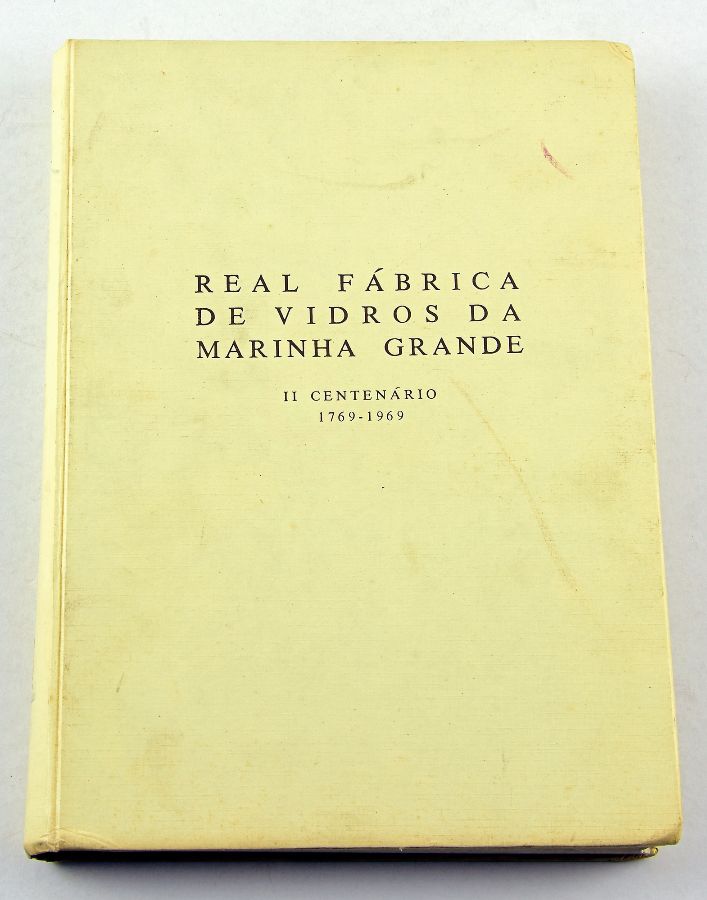 REAL FÁBRICA
DE VIDROS DA
MARINHA GRANDE
II CENTENÁRIO
1769-1969